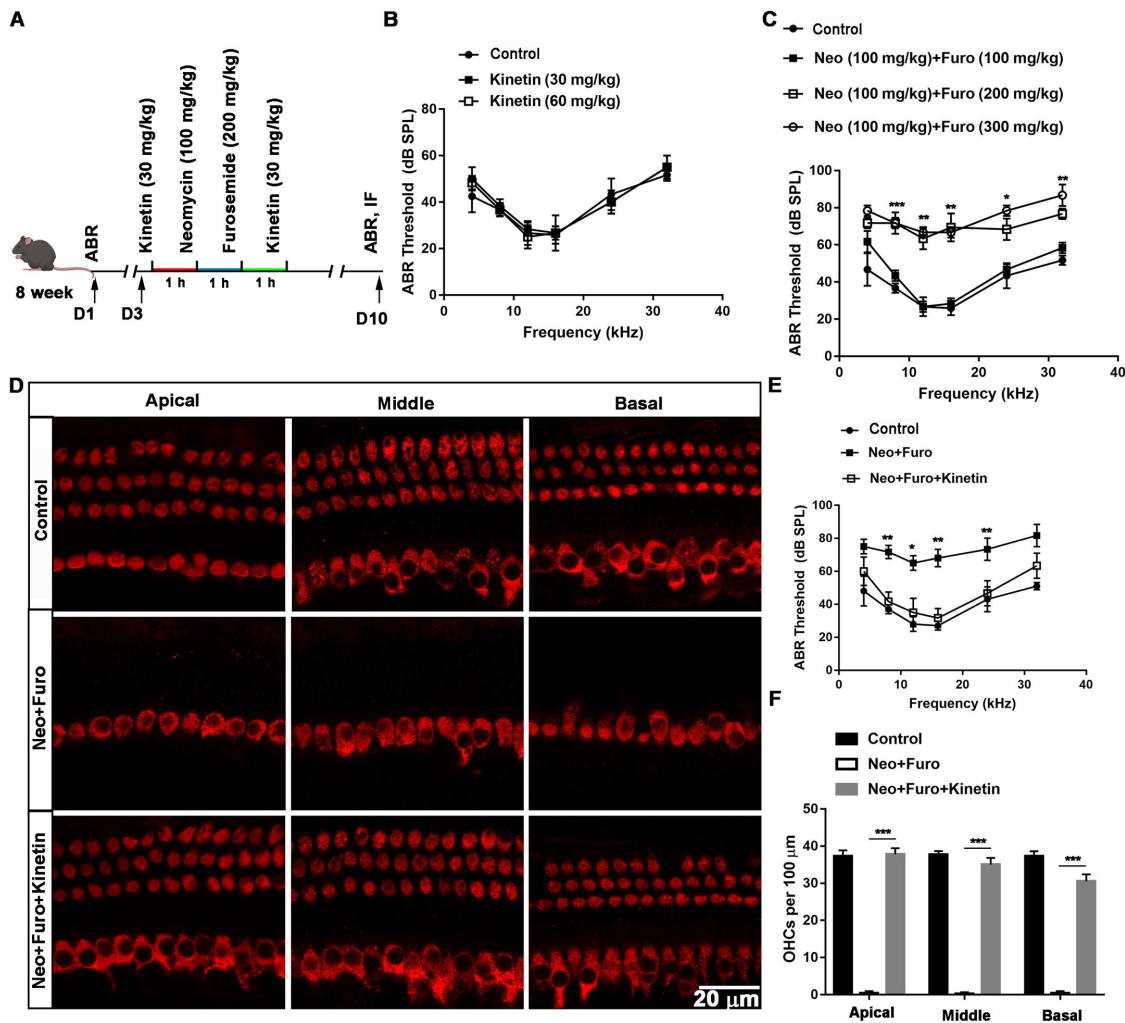 A
ABR
Kinetin (30 mg/kg)
Neomycin (100 mg/kg)
Furosemide (200 mg/kg)
Kinetin (30 mg/kg)
ABR, IF
8 week
1 h
1 h
1 h
D1
D3
D10
B
Control
Kinetin (30 mg/kg)
Kinetin (60 mg/kg)
ABR Threshold (dB SPL)
80
60
40
20
0
0
10
20
30
40
Frequency (kHz)
C
Control
Neo (100 mg/kg)+Furo (100 mg/kg)
Neo (100 mg/kg)+Furo (200 mg/kg)
Neo (100 mg/kg)+Furo (300 mg/kg)
ABR Threshold (dB SPL)
100
80
60
40
20
0
***
**
**
*
**
0
10
20
30
40
Frequency (kHz)
D
Apical
Middle
Basal
Control
Neo+Furo
Neo+Furo+Kinetin
20 μm
E
Control
Neo+Furo
Neo+Furo+Kinetin
ABR Threshold (dB SPL)
100
80
60
40
20
0
**
*
**
**
0
10
20
30
40
Frequency (kHz)
F
Control
Neo+Furo
Neo+Furo+Kinetin
OHCs per 100 μm
50
40
30
20
10
0
***
***
***
Apical
Middle
Basal